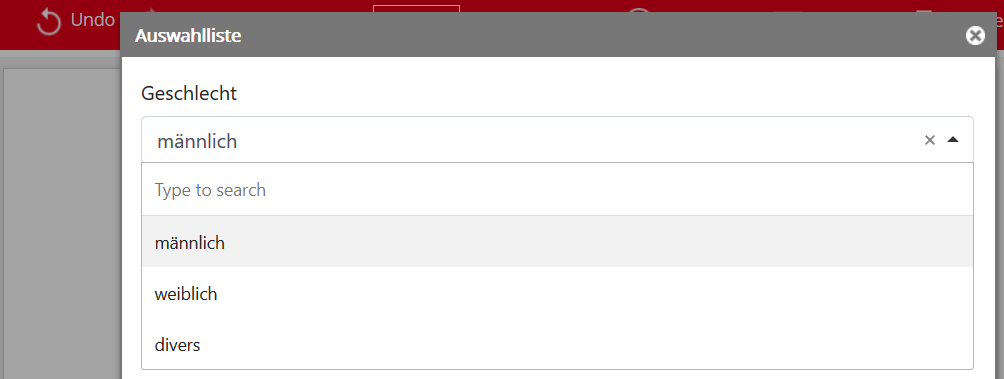 Undo
Auswahlliste
Geschlecht
männlich
Type to search
männlich
weiblich
divers